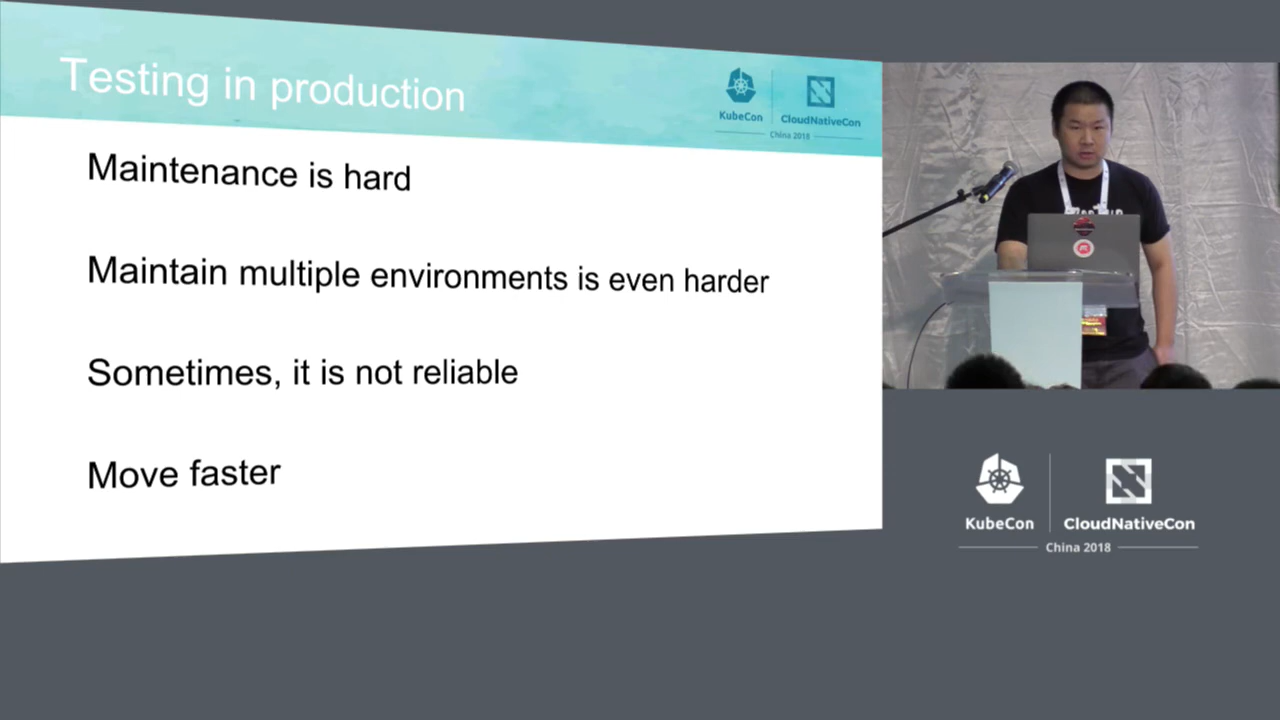 Testing in production
KubeCon
CloudNativeCon
China 2018
Maintenance is hard
Maintain multiple environments is even harder
Sometimes, it is not reliable
Move faster
KubeCon
CloudNativeCon
China 2018